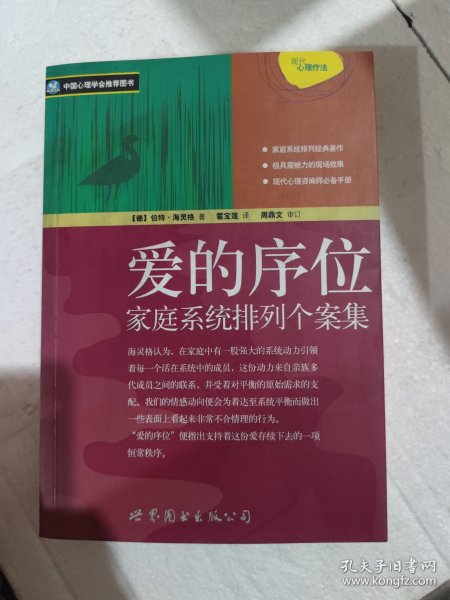 中国心理学会推荐图书
现代
心理疗法
● 家庭系统排列经典著作
● 极具震撼力的现场效果
● 现代心理咨询师必备手册
【德】伯特·海灵格 著 霍宝莲 译 周鼎文 审订
爱的序位
家庭系统排列个案集
海灵格认为，在家庭中有一股强大的系统动力引领
着每一个活在系统中的成员，这份动力来自亲族多
代成员之间的联系，并受着对平衡的原始需求的支
配。我们的情感动向便会为着达至系统平衡而做出
一些表面上看起来非常不合情理的行为。
“爱的序位”便指出支持着这份爱存续下去的一项
恒常秩序。
世界图书出版公司
孔夫子旧书网
www.kongfz.com